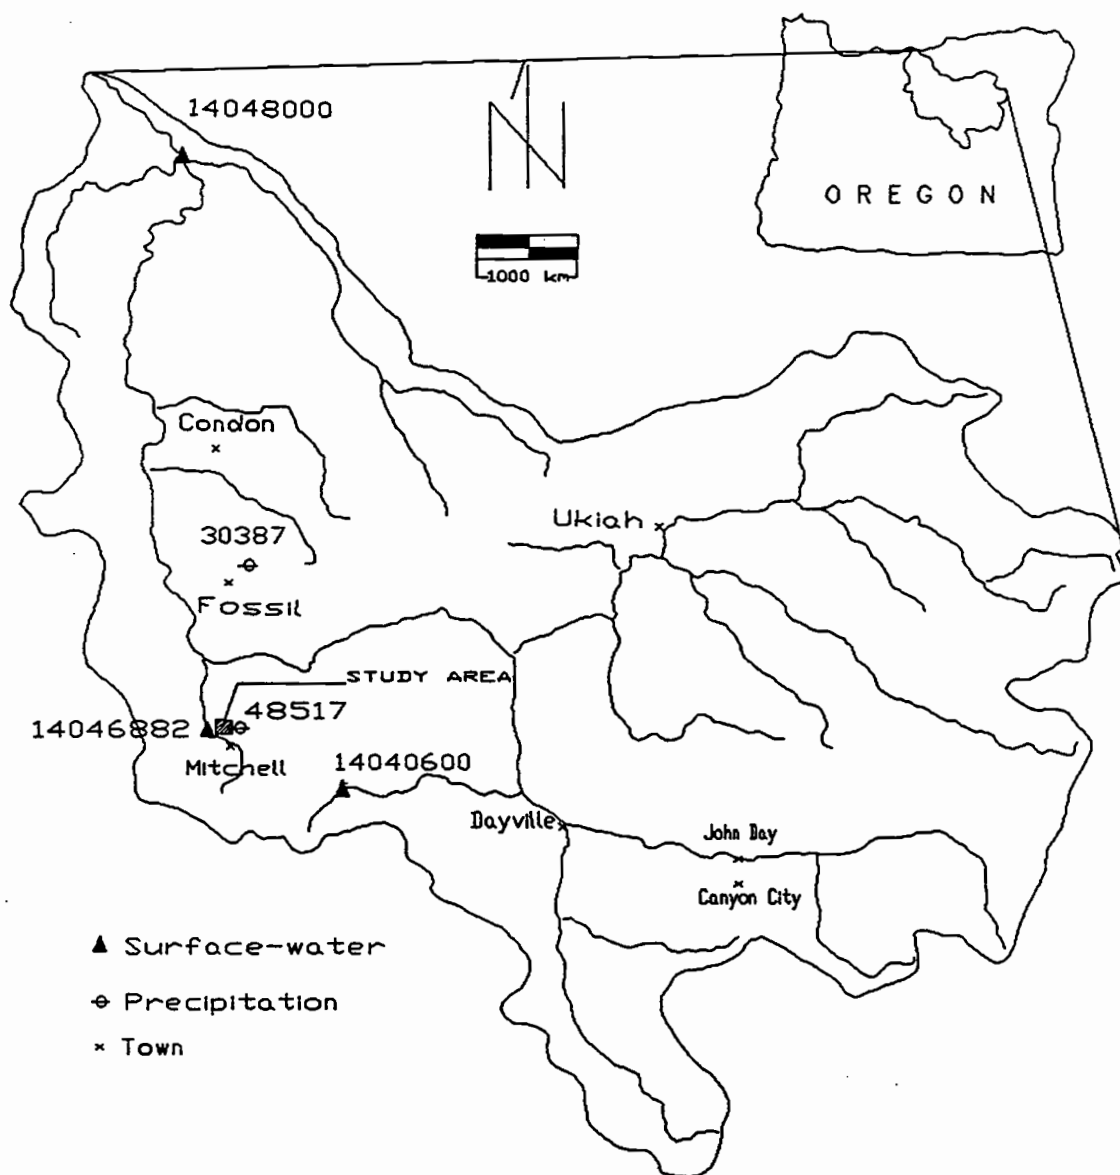 14048000
N
OREGON
1000 km
Condon
30387
Ukiah
Fossil
STUDY AREA
48517
14046882
Mitchell
14040600
Dayville
John Day
Canyon City
Surface-water
Precipitation
Town